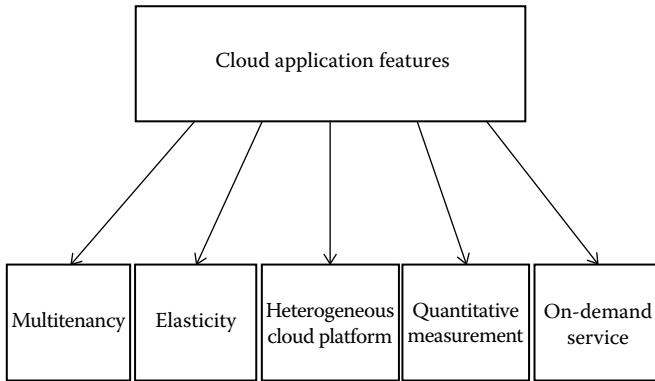 Cloud application features
Multitenancy
Elasticity
Heterogeneous
cloud platform
Quantitative
measurement
On-demand
service